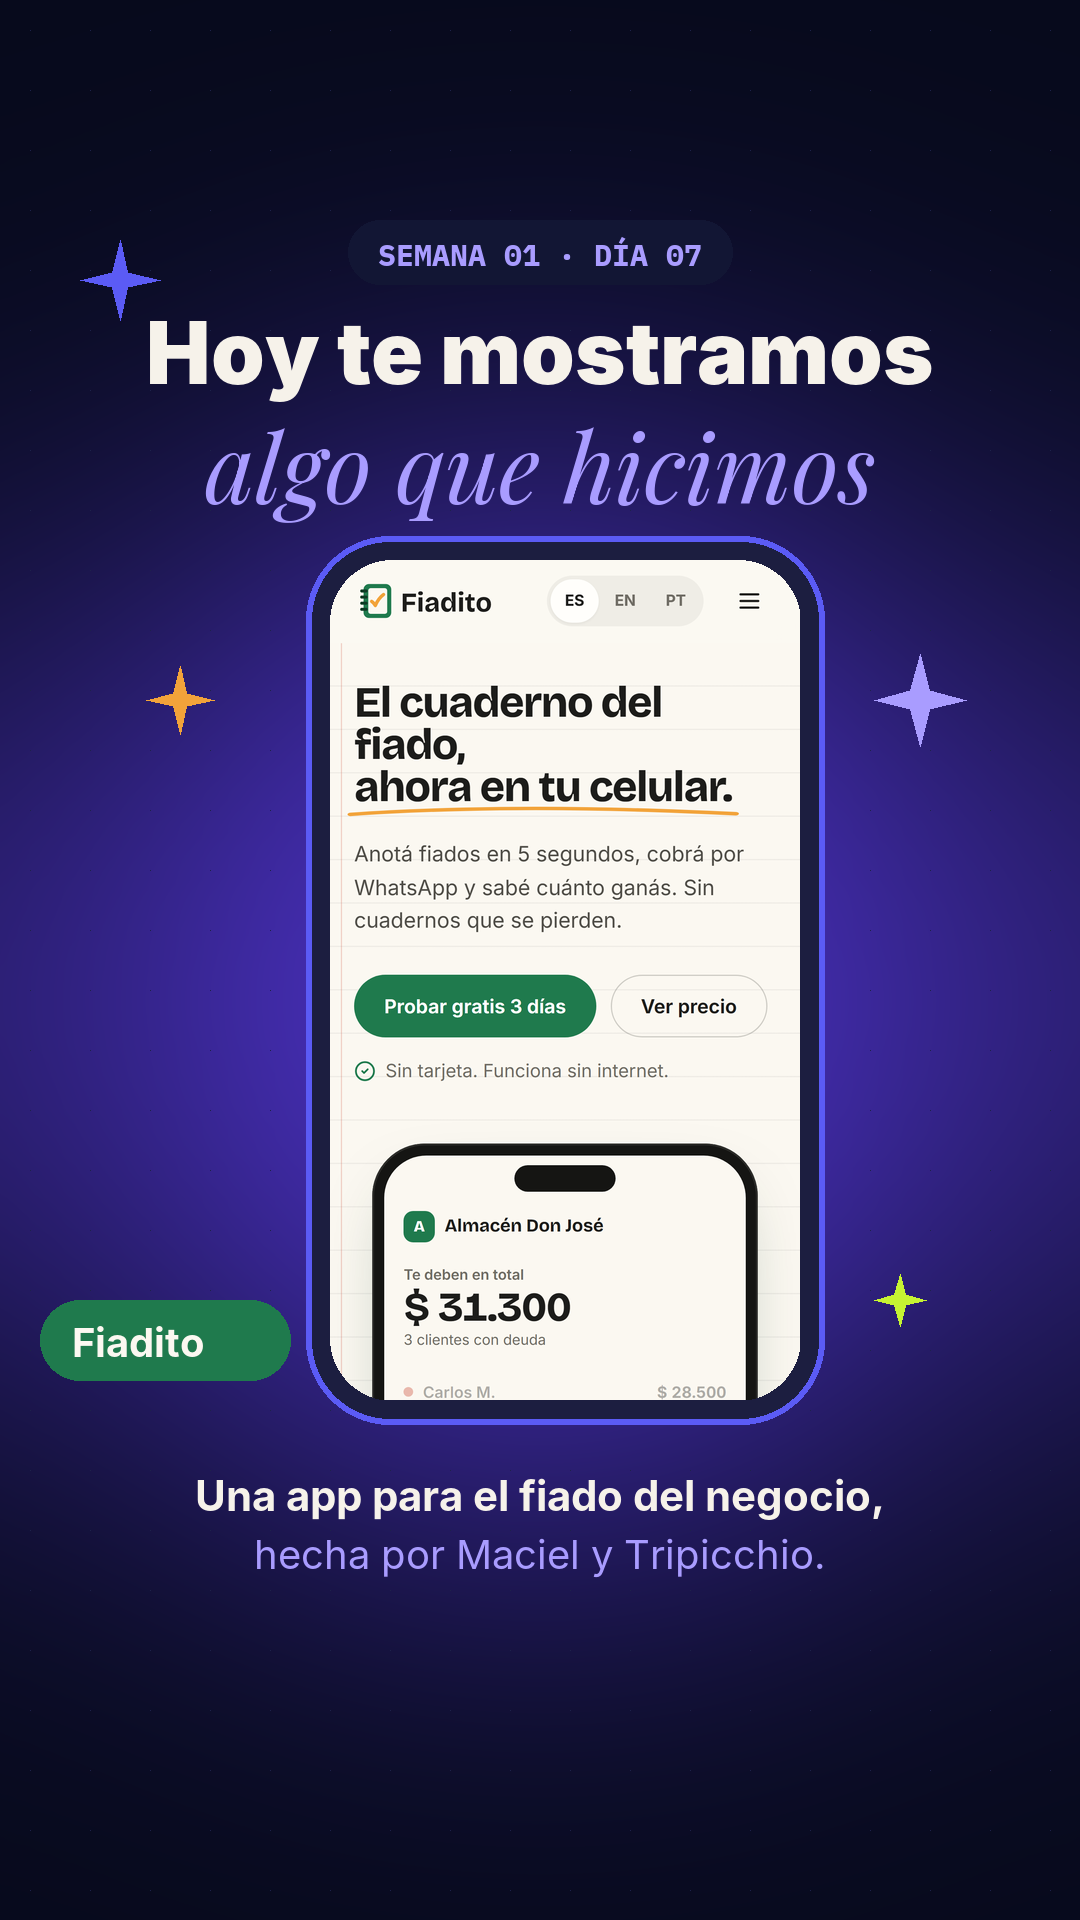 SEMANA 01 · DÍA 07
Hoy te mostramos
algo que hicimos
Fiadito
ES EN PT
El cuaderno del
fiado,
ahora en tu celular.
Anotá fiados en 5 segundos, cobrá por
WhatsApp y sabé cuánto ganás. Sin
cuadernos que se pierden.
Probar gratis 3 días
Ver precio
Sin tarjeta. Funciona sin internet.
A Almacén Don José
Te deben en total
$ 31.300
3 clientes con deuda
Carlos M. $ 28.500
Fiadito
Una app para el fiado del negocio,
hecha por Maciel y Tripicchio.